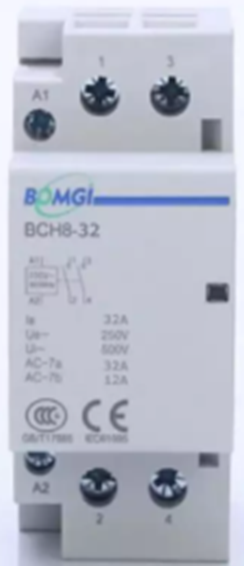 1 3
A1
BOMGI
BCH8-32
Ie 32A
Ue~ 250V
Ui~ 500V
AC-7a 32A
AC-7b 12A
CCC CE
A2
2 4